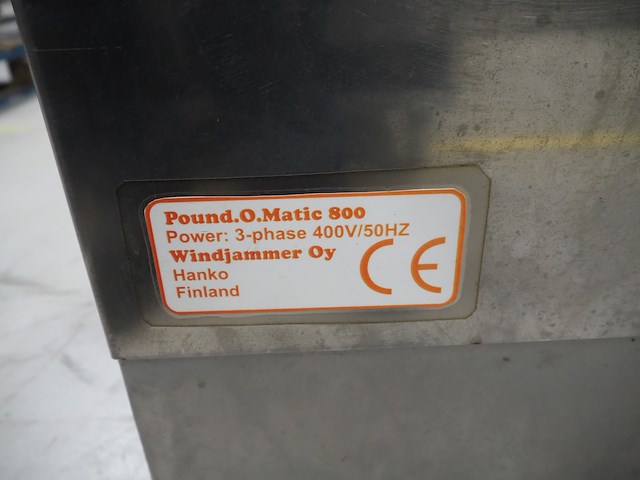 Pound.O.Matic 800
Power: 3-phase 400V/50HZ
Windjammer Oy
Hanko
Finland
CE